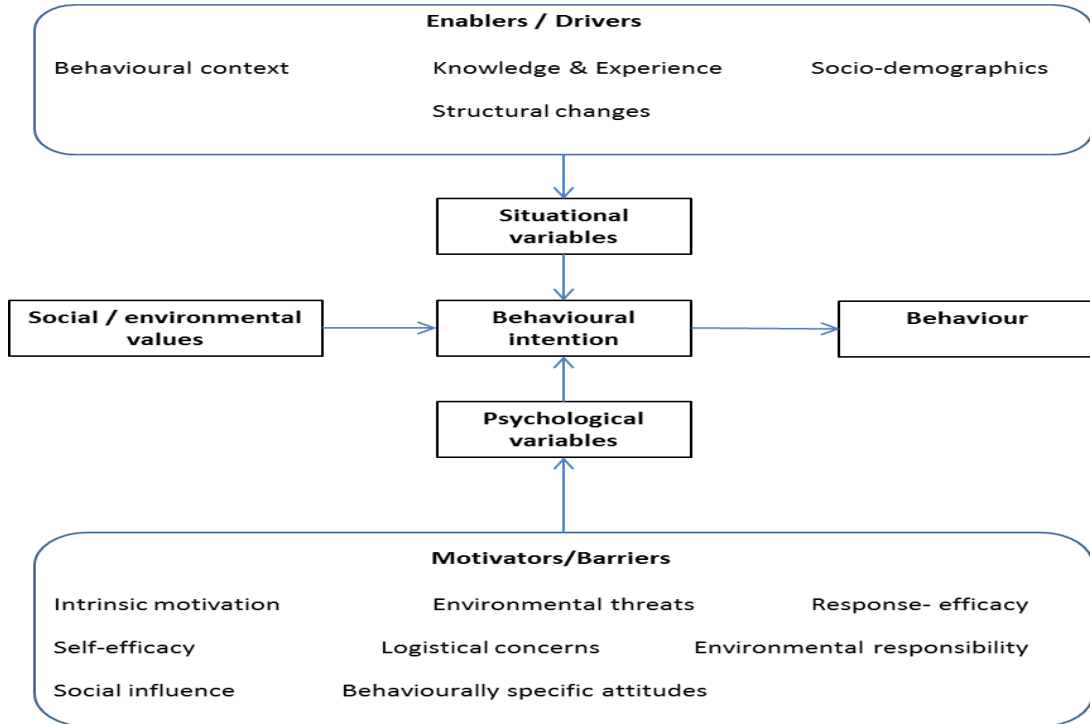 Enablers / Drivers
Behavioural context Knowledge & Experience Socio-demographics
Structural changes
Situational
variables
Social / environmental
values
Behavioural
intention
Behaviour
Psychological
variables
Motivators/Barriers
Intrinsic motivation Environmental threats Response- efficacy
Self-efficacy Logistical concerns Environmental responsibility
Social influence Behaviourally specific attitudes